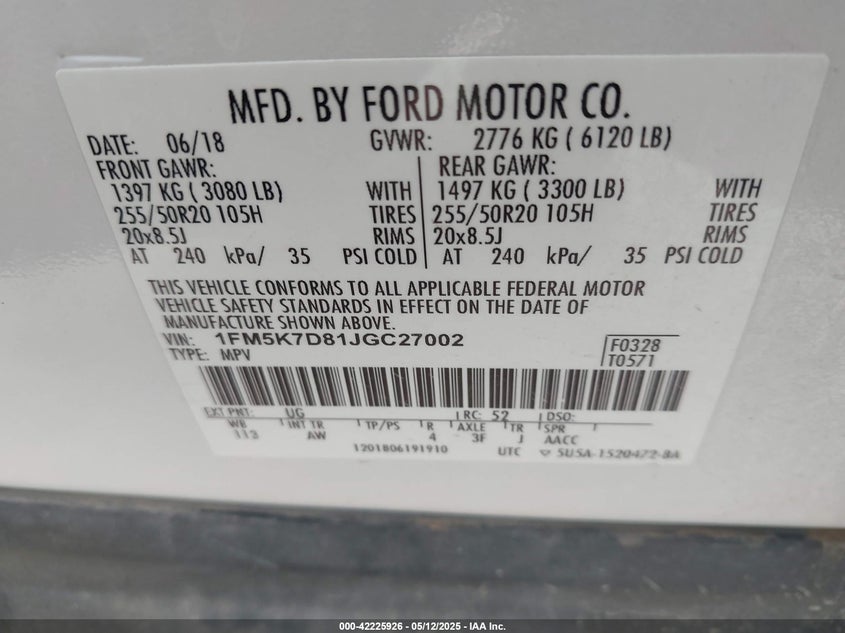 MFD. BY FORD MOTOR CO.
DATE: 06/18 GVWR: 2776 KG ( 6120 LB)
FRONT GAWR: REAR GAWR:
1397 KG ( 3080 LB) WITH 1497 KG ( 3300 LB) WITH
255/50R20 105H TIRES 255/50R20 105H TIRES
20x8.5J RIMS 20x8.5J RIMS
AT 240 kPa/ 35 PSI COLD AT 240 kPa/ 35 PSI COLD
THIS VEHICLE CONFORMS TO ALL APPLICABLE FEDERAL MOTOR
VEHICLE SAFETY STANDARDS IN EFFECT ON THE DATE OF
MANUFACTURE SHOWN ABOVE.
VIN: 1FM5K7D81JGC27002 F0328
TYPE: MPV T0571
EXT PNT: UG RC: 52 DSO:
WB INT TR TP/PS R AXLE TR SPR
113 AW 4 3F J AACC
1201806191910 UTC 5U5A-1520472-BA
000-42225926 - 05/12/2025 - IAA Inc.